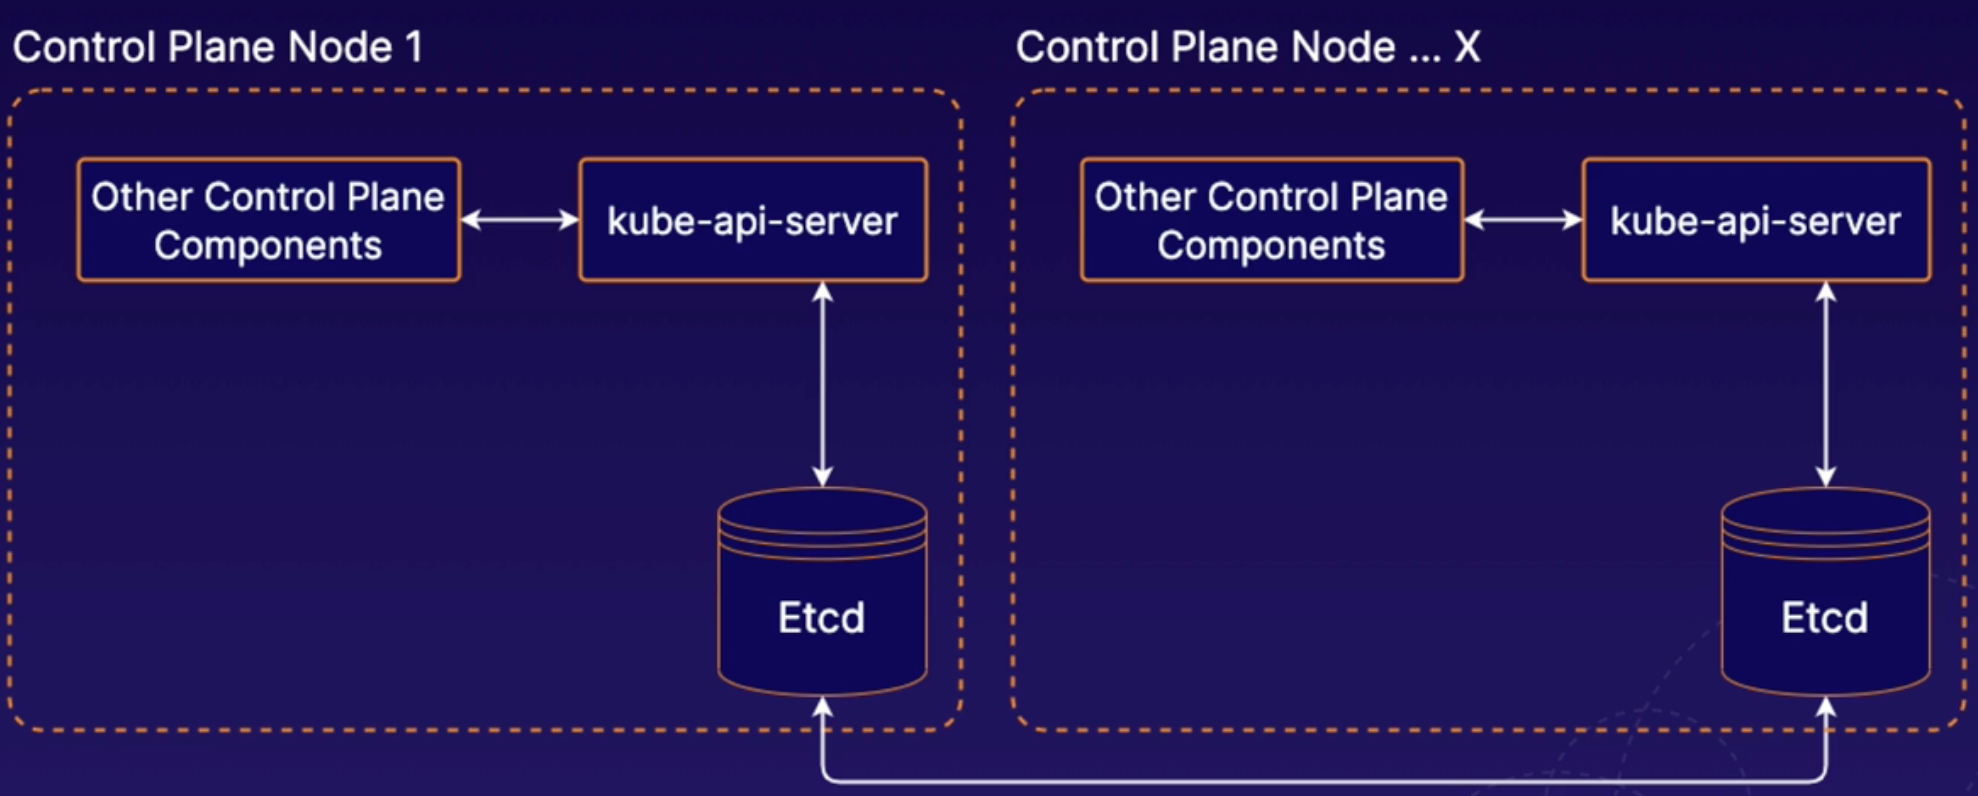 Control Plane Node 1
Control Plane Node ... X
Other Control Plane
Components
kube-api-server
Other Control Plane
Components
kube-api-server
Etcd
Etcd